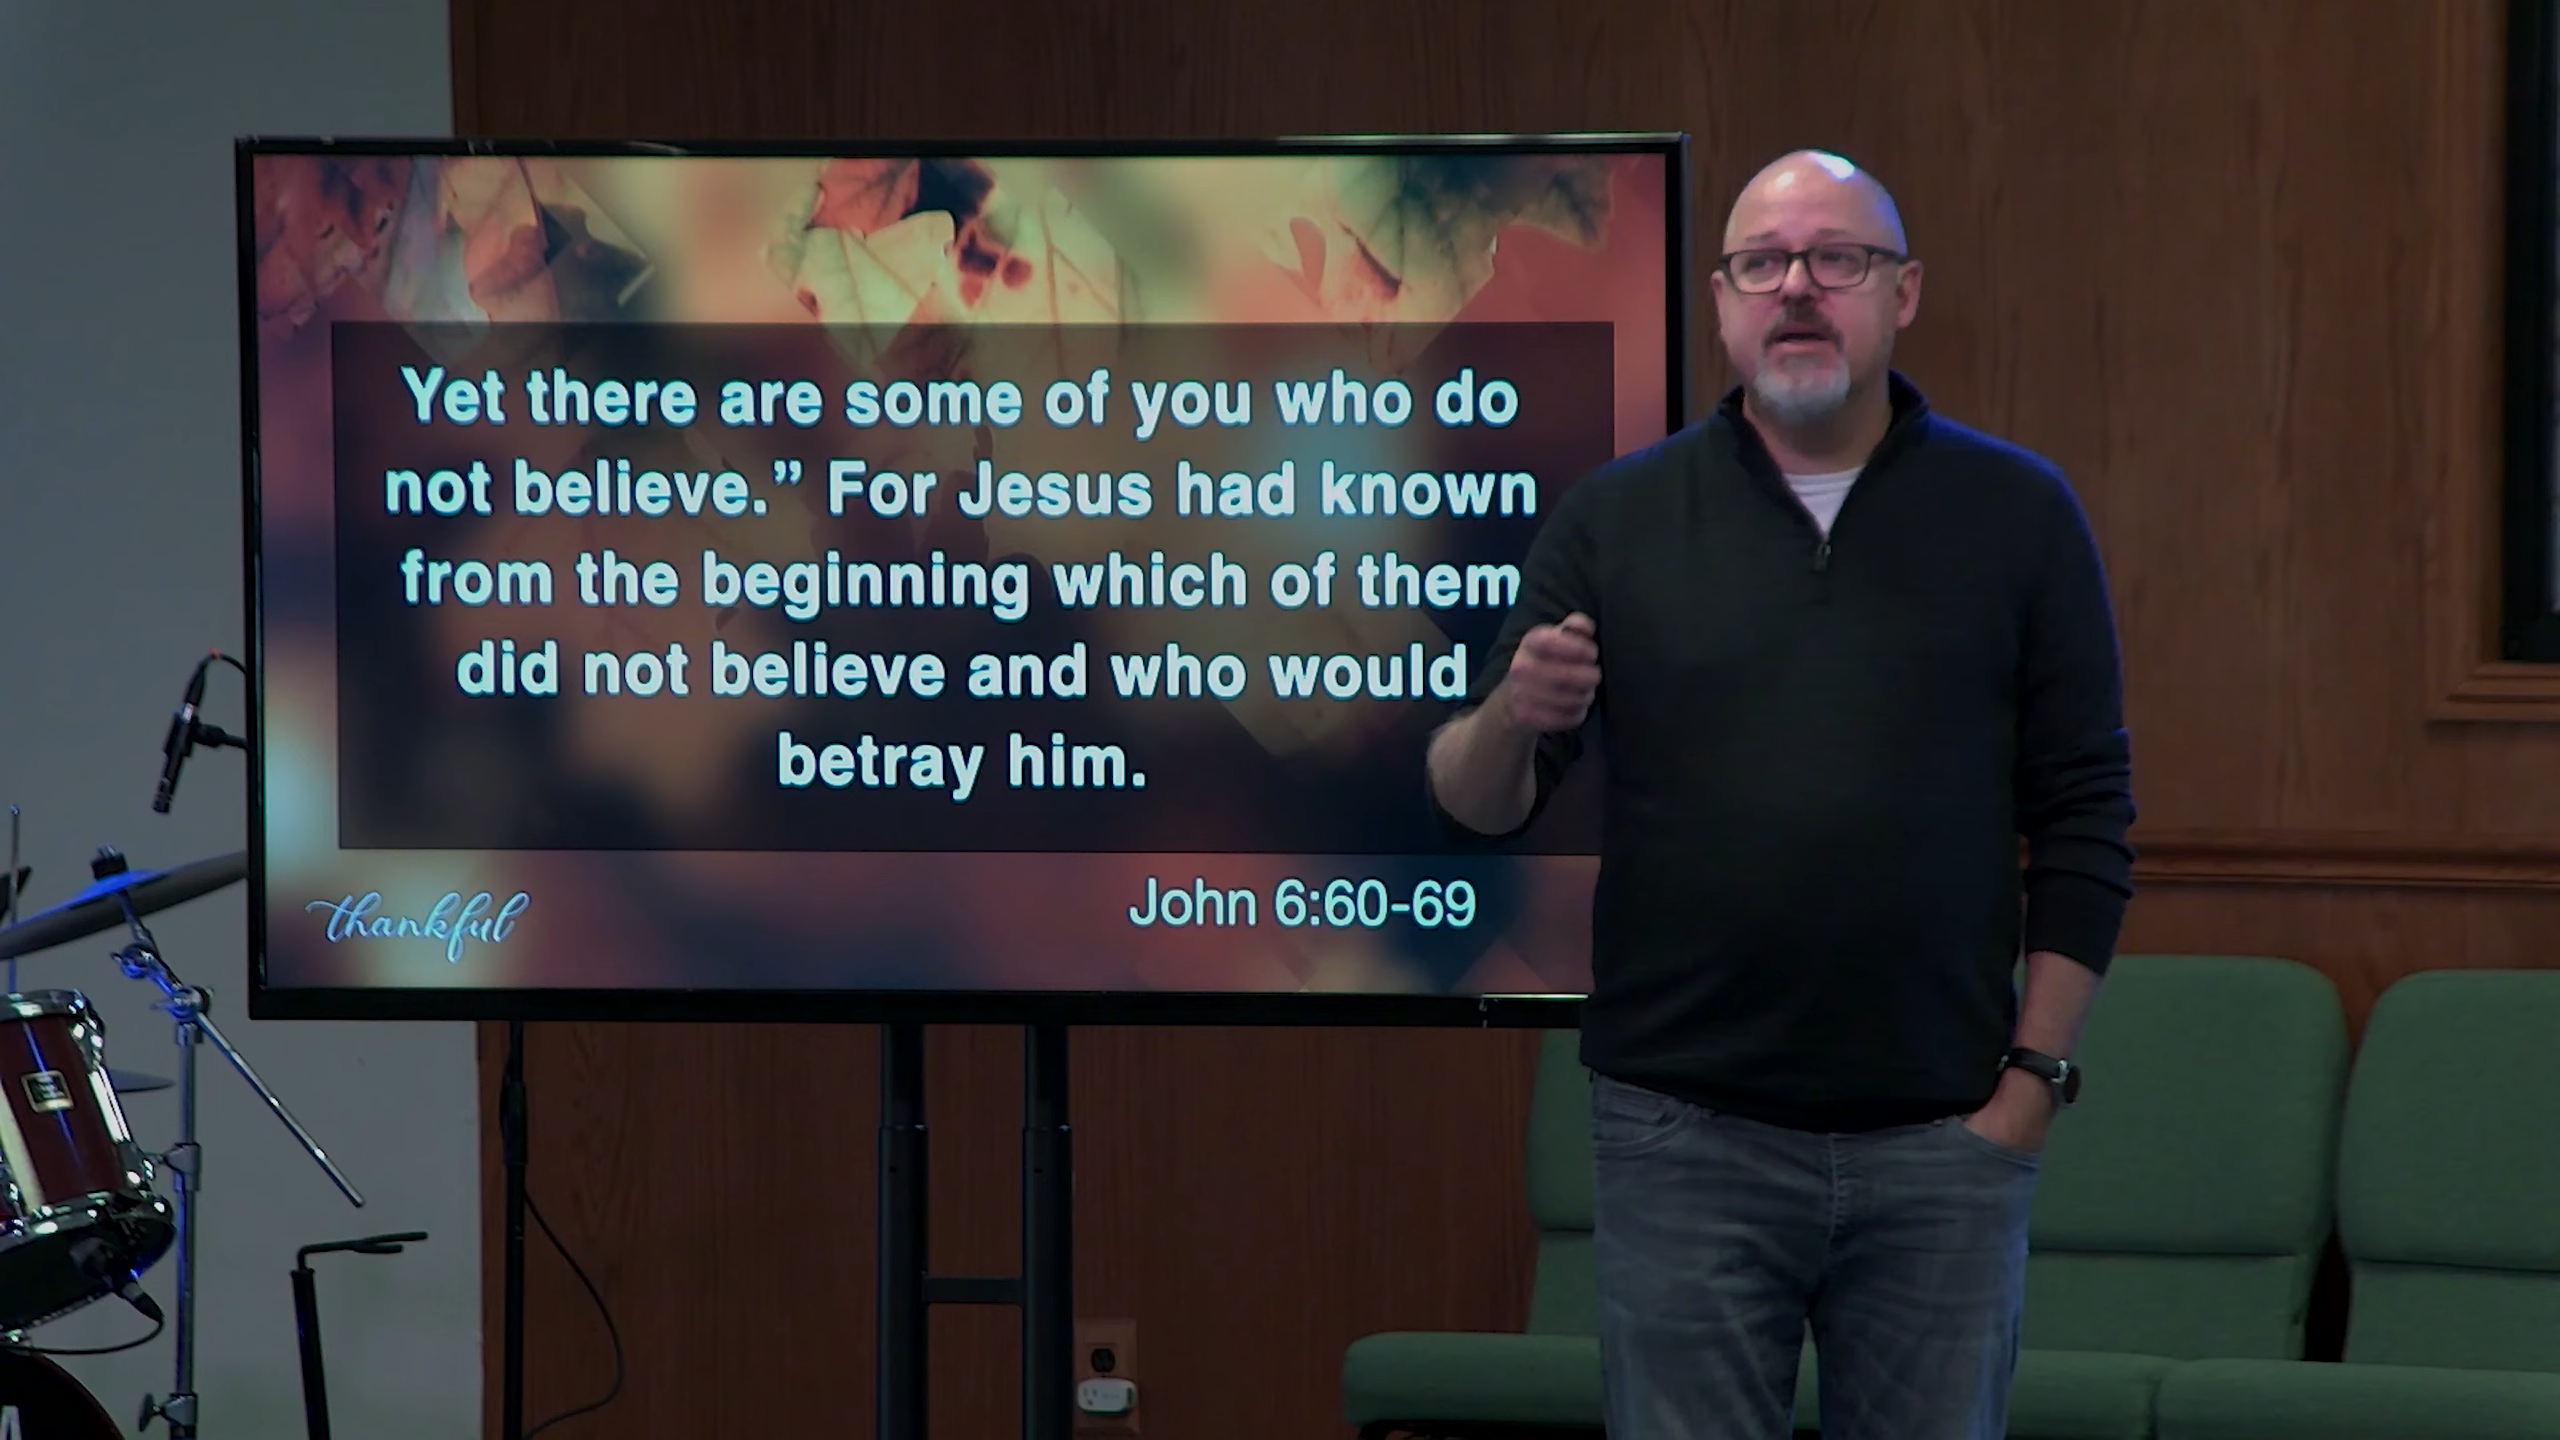 Yet there are some of you who do
not believe.” For Jesus had known
from the beginning which of them
did not believe and who would
betray him.
thankful
John 6:60-69